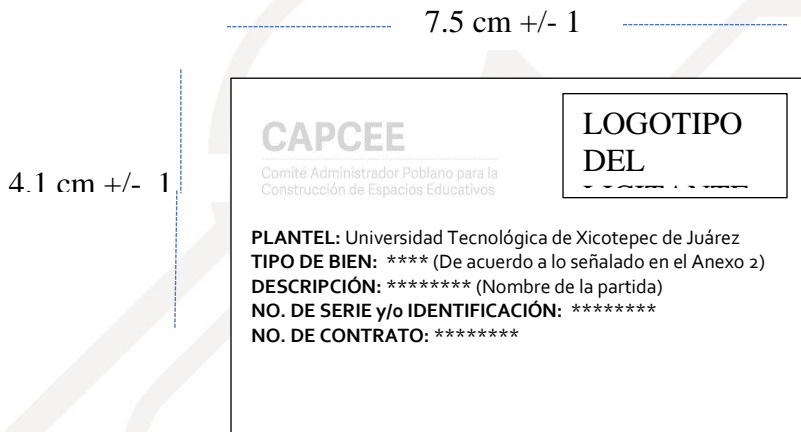 7.5 cm +/- 1
4.1 cm +/- 1
CAPCEE
Comité Administrador Poblano para la
Construcción de Espacios Educativos
LOGOTIPO
DEL
PLANTEL: Universidad Tecnológica de Xicotepec de Juárez
TIPO DE BIEN: **** (De acuerdo a lo señalado en el Anexo 2)
DESCRIPCIÓN: ******** (Nombre de la partida)
NO. DE SERIE y/o IDENTIFICACIÓN: ********
NO. DE CONTRATO: ********